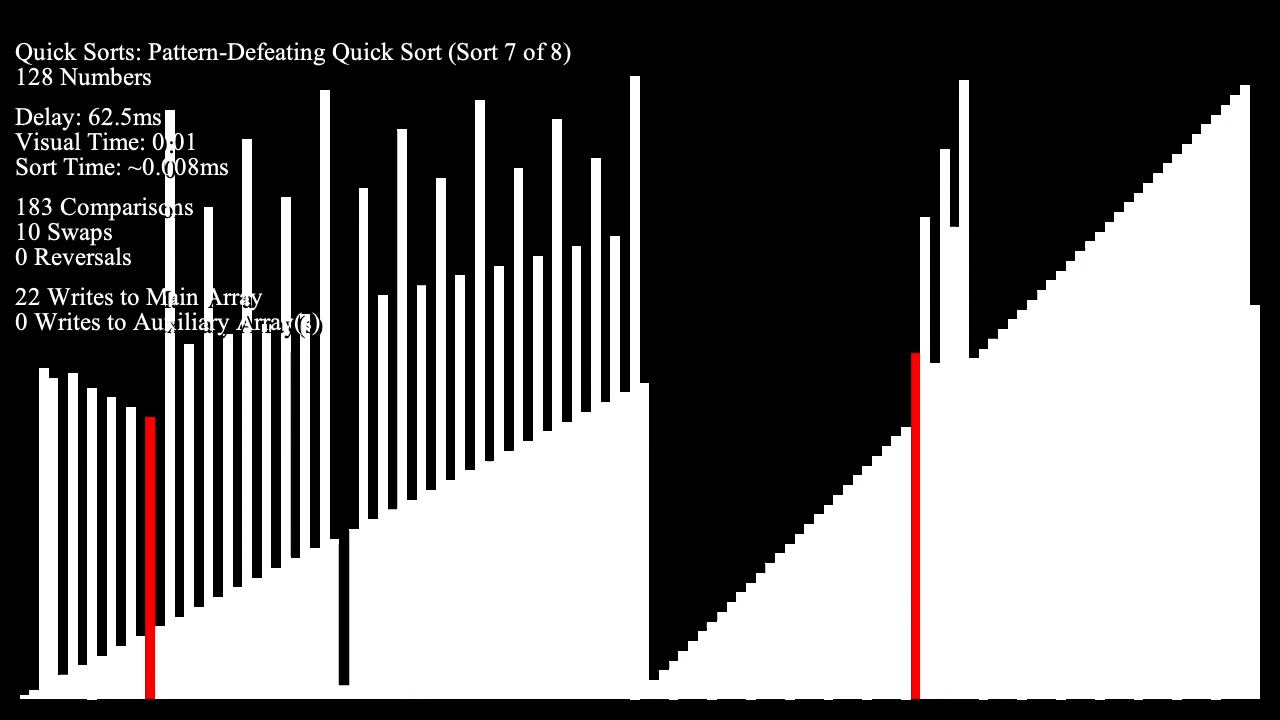 Quick Sorts: Pattern-Defeating Quick Sort (Sort 7 of 8)
128 Numbers
Delay: 62.5ms
Visual Time: 0:01
Sort Time: ~0.008ms
183 Comparisons
10 Swaps
0 Reversals
22 Writes to Main Array
0 Writes to Auxiliary Array(s)